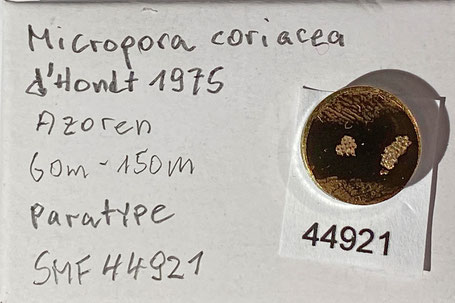 Micropora coriacea
d'Hondt 1975
Azoren
60m - 150m
Paratype
SMF 44921
44921